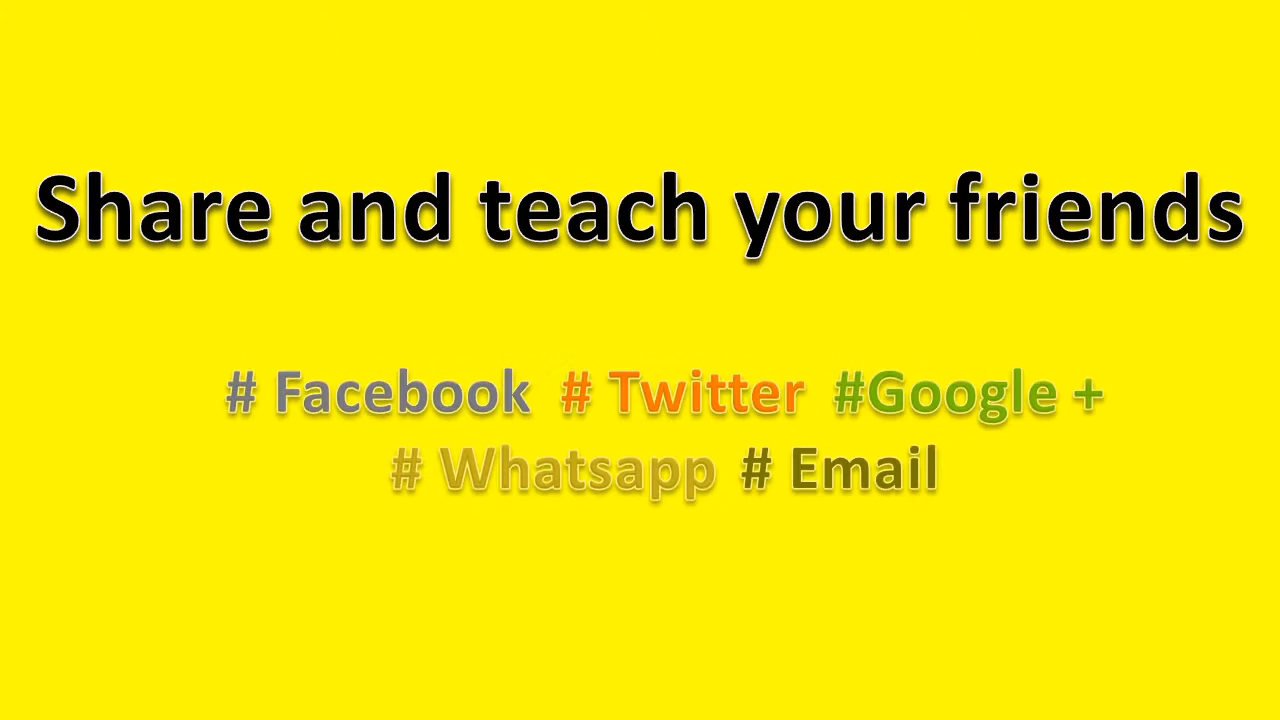 Share and teach your friends
# Facebook # Twitter #Google +
# Whatsapp # Email